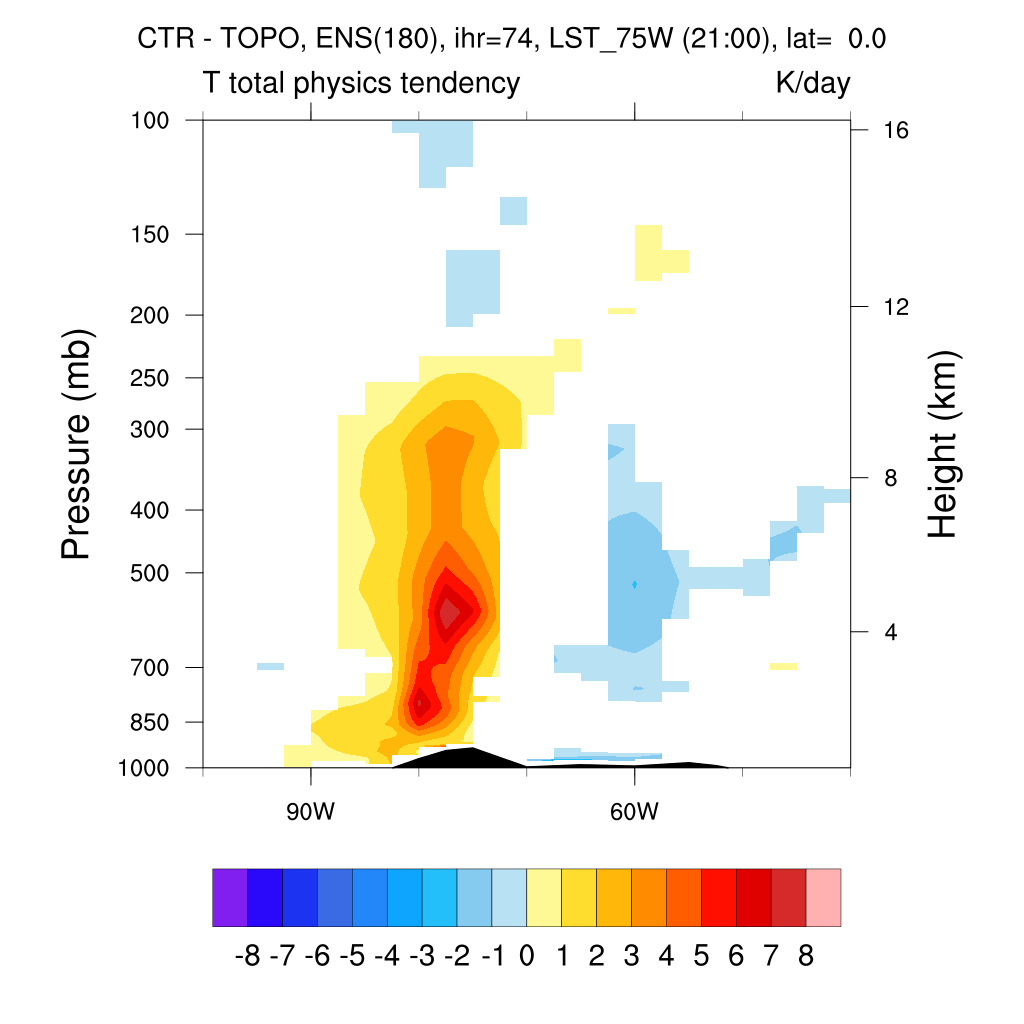 CTR - TOPO, ENS(180), ihr=74, LST_75W (21:00), lat=  0.0
T total physics tendency K/day
100
150
200
250
300
400
500
700
850
1000
Pressure (mb)
16
12
8
4
Height (km)
90W 60W
-8 -7 -6 -5 -4 -3 -2 -1 0 1 2 3 4 5 6 7 8